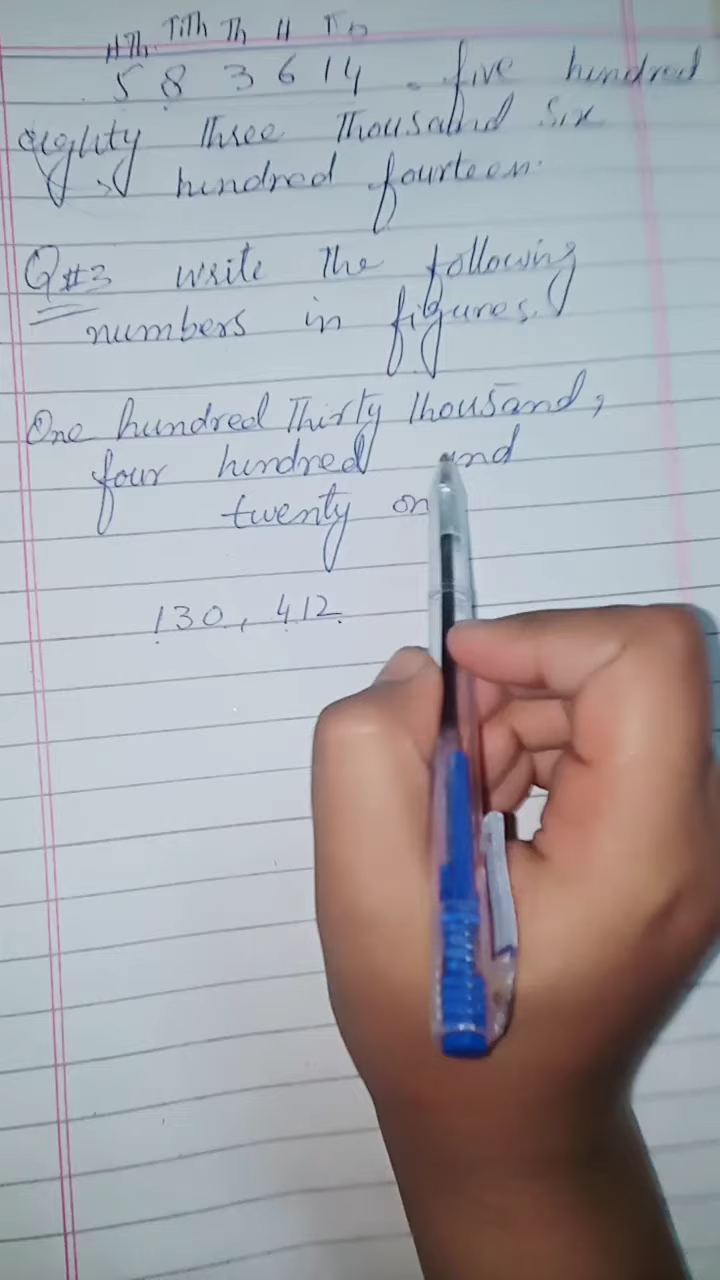 HTh TTh Th H T O
5 8 3 6 1 4 . five hundred
eighty three Thousand six
hundred fourteen.
Q#3 write the following
numbers in figures.
One hundred Thirty Thousand,
four hundred and
twenty on
130, 412.